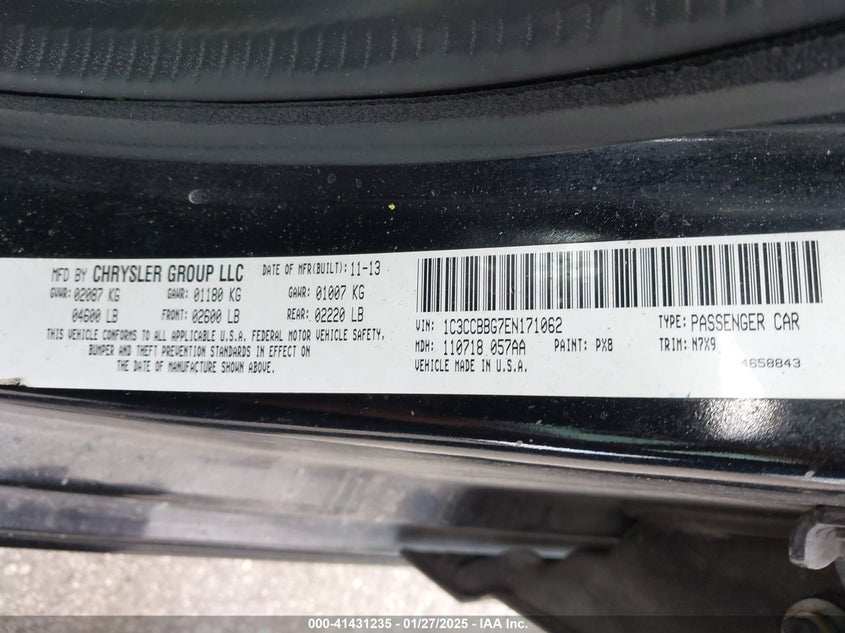 MFD BY CHRYSLER GROUP LLC DATE OF MFR(BUILT): 11-13
GVWR: 02087 KG GAWR: 01180 KG GAWR: 01007 KG
04600 LB FRONT: 02600 LB REAR: 02220 LB
THIS VEHICLE CONFORMS TO ALL APPLICABLE U.S.A. FEDERAL MOTOR VEHICLE SAFETY,
BUMPER AND THEFT PREVENTION STANDARDS IN EFFECT ON
THE DATE OF MANUFACTURE SHOWN ABOVE.
VIN: 1C3CCBBG7EN171062 TYPE: PASSENGER CAR
MDH: 110718 057AA PAINT: PX8 TRIM: N7X9
VEHICLE MADE IN U.S.A. 4658843
000-41431235 - 01/27/2025 - IAA Inc.